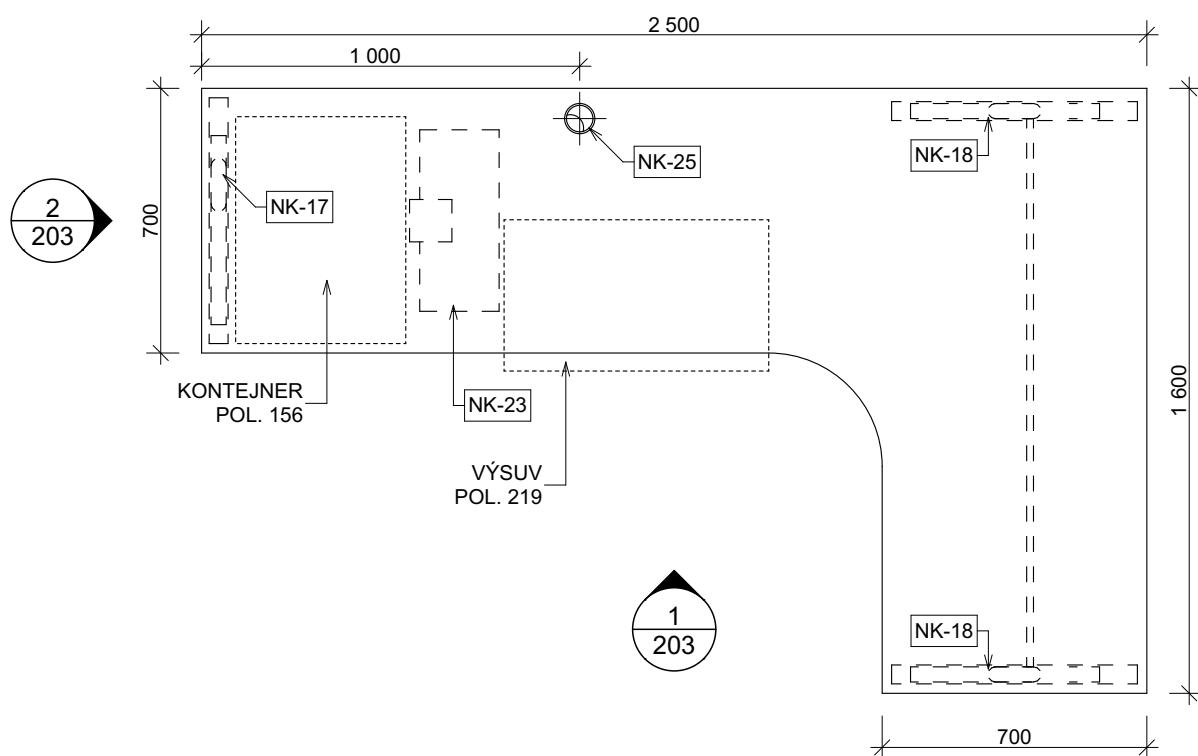 2 500
1 000
NK-18
NK-25
NK-17
2
203
700
1 600
KONTEJNER
POL. 156
NK-23
VÝSUV
POL. 219
1
203
NK-18
700